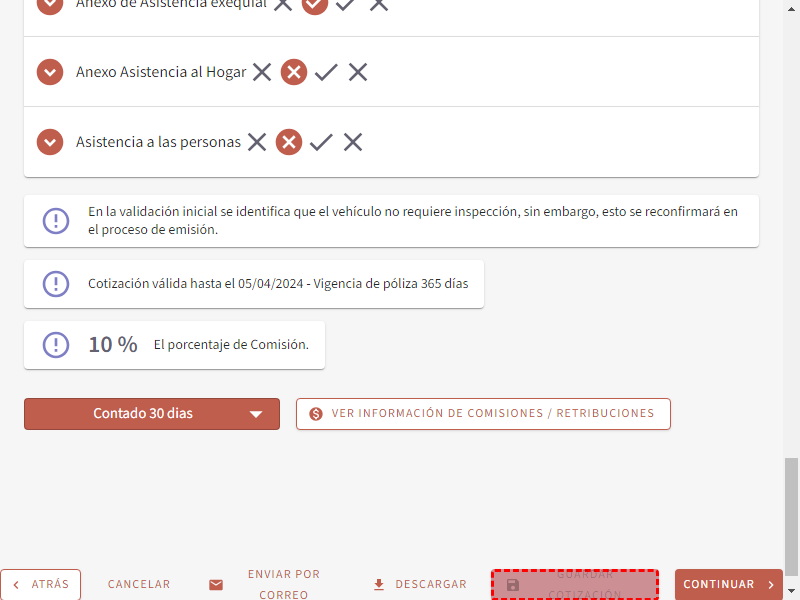 Anexo de Asistencia exequial
Anexo Asistencia al Hogar
Asistencia a las personas
En la validación inicial se identifica que el vehículo no requiere inspección, sin embargo, esto se reconfirmará en
el proceso de emisión.
Cotización válida hasta el 05/04/2024 - Vigencia de póliza 365 días
10 % El porcentaje de Comisión.
Contado 30 dias
VER INFORMACIÓN DE COMISIONES / RETRIBUCIONES
ATRÁS
CANCELAR
ENVIAR POR
CORREO
DESCARGAR
GUARDAR
COTIZACIÓN
CONTINUAR